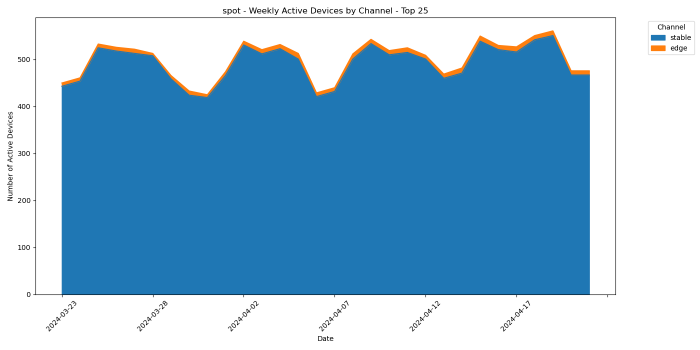 spot - Weekly Active Devices by Channel - Top 25
Channel
stable
edge
Number of Active Devices
500
400
300
200
100
0
2024-03-23
2024-03-28
2024-04-02
2024-04-07
2024-04-12
2024-04-17
Date